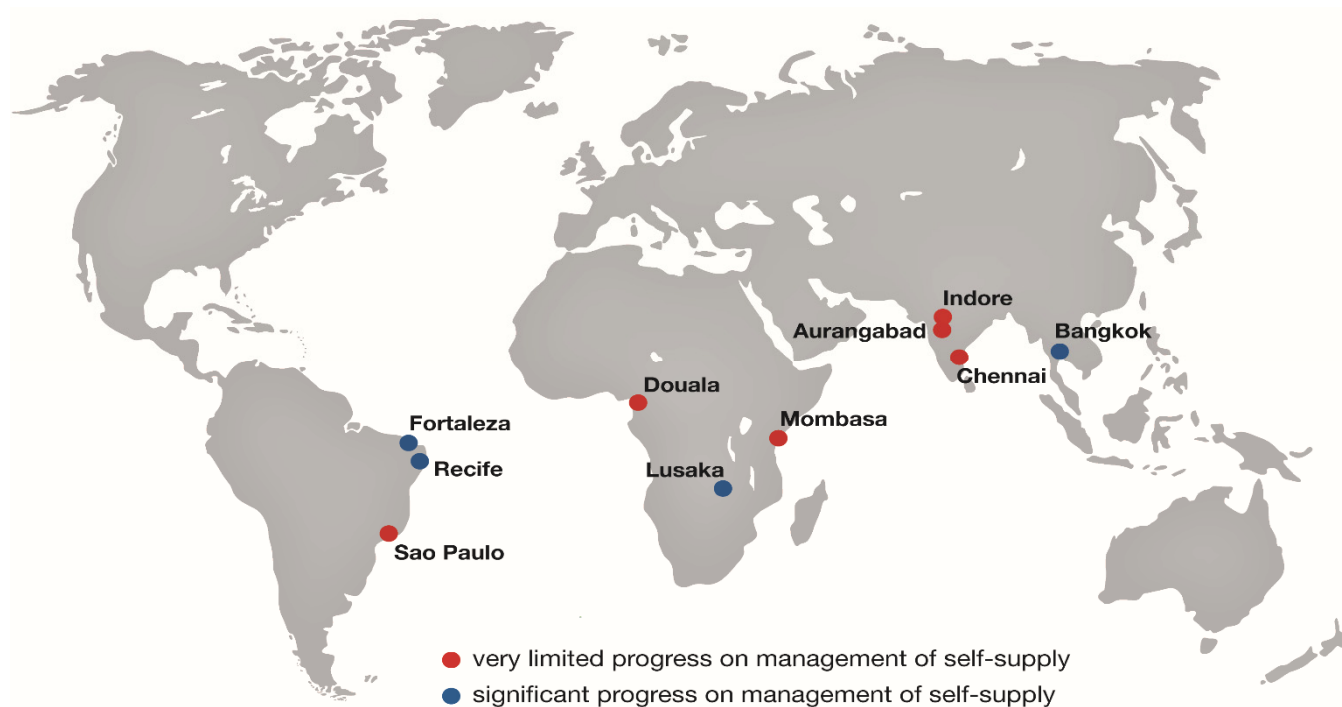 Indore
Aurangabad
Bangkok
Chennai
Douala
Mombasa
Fortaleza
Recife
Lusaka
Sao Paulo
very limited progress on management of self-supply
significant progress on management of self-supply